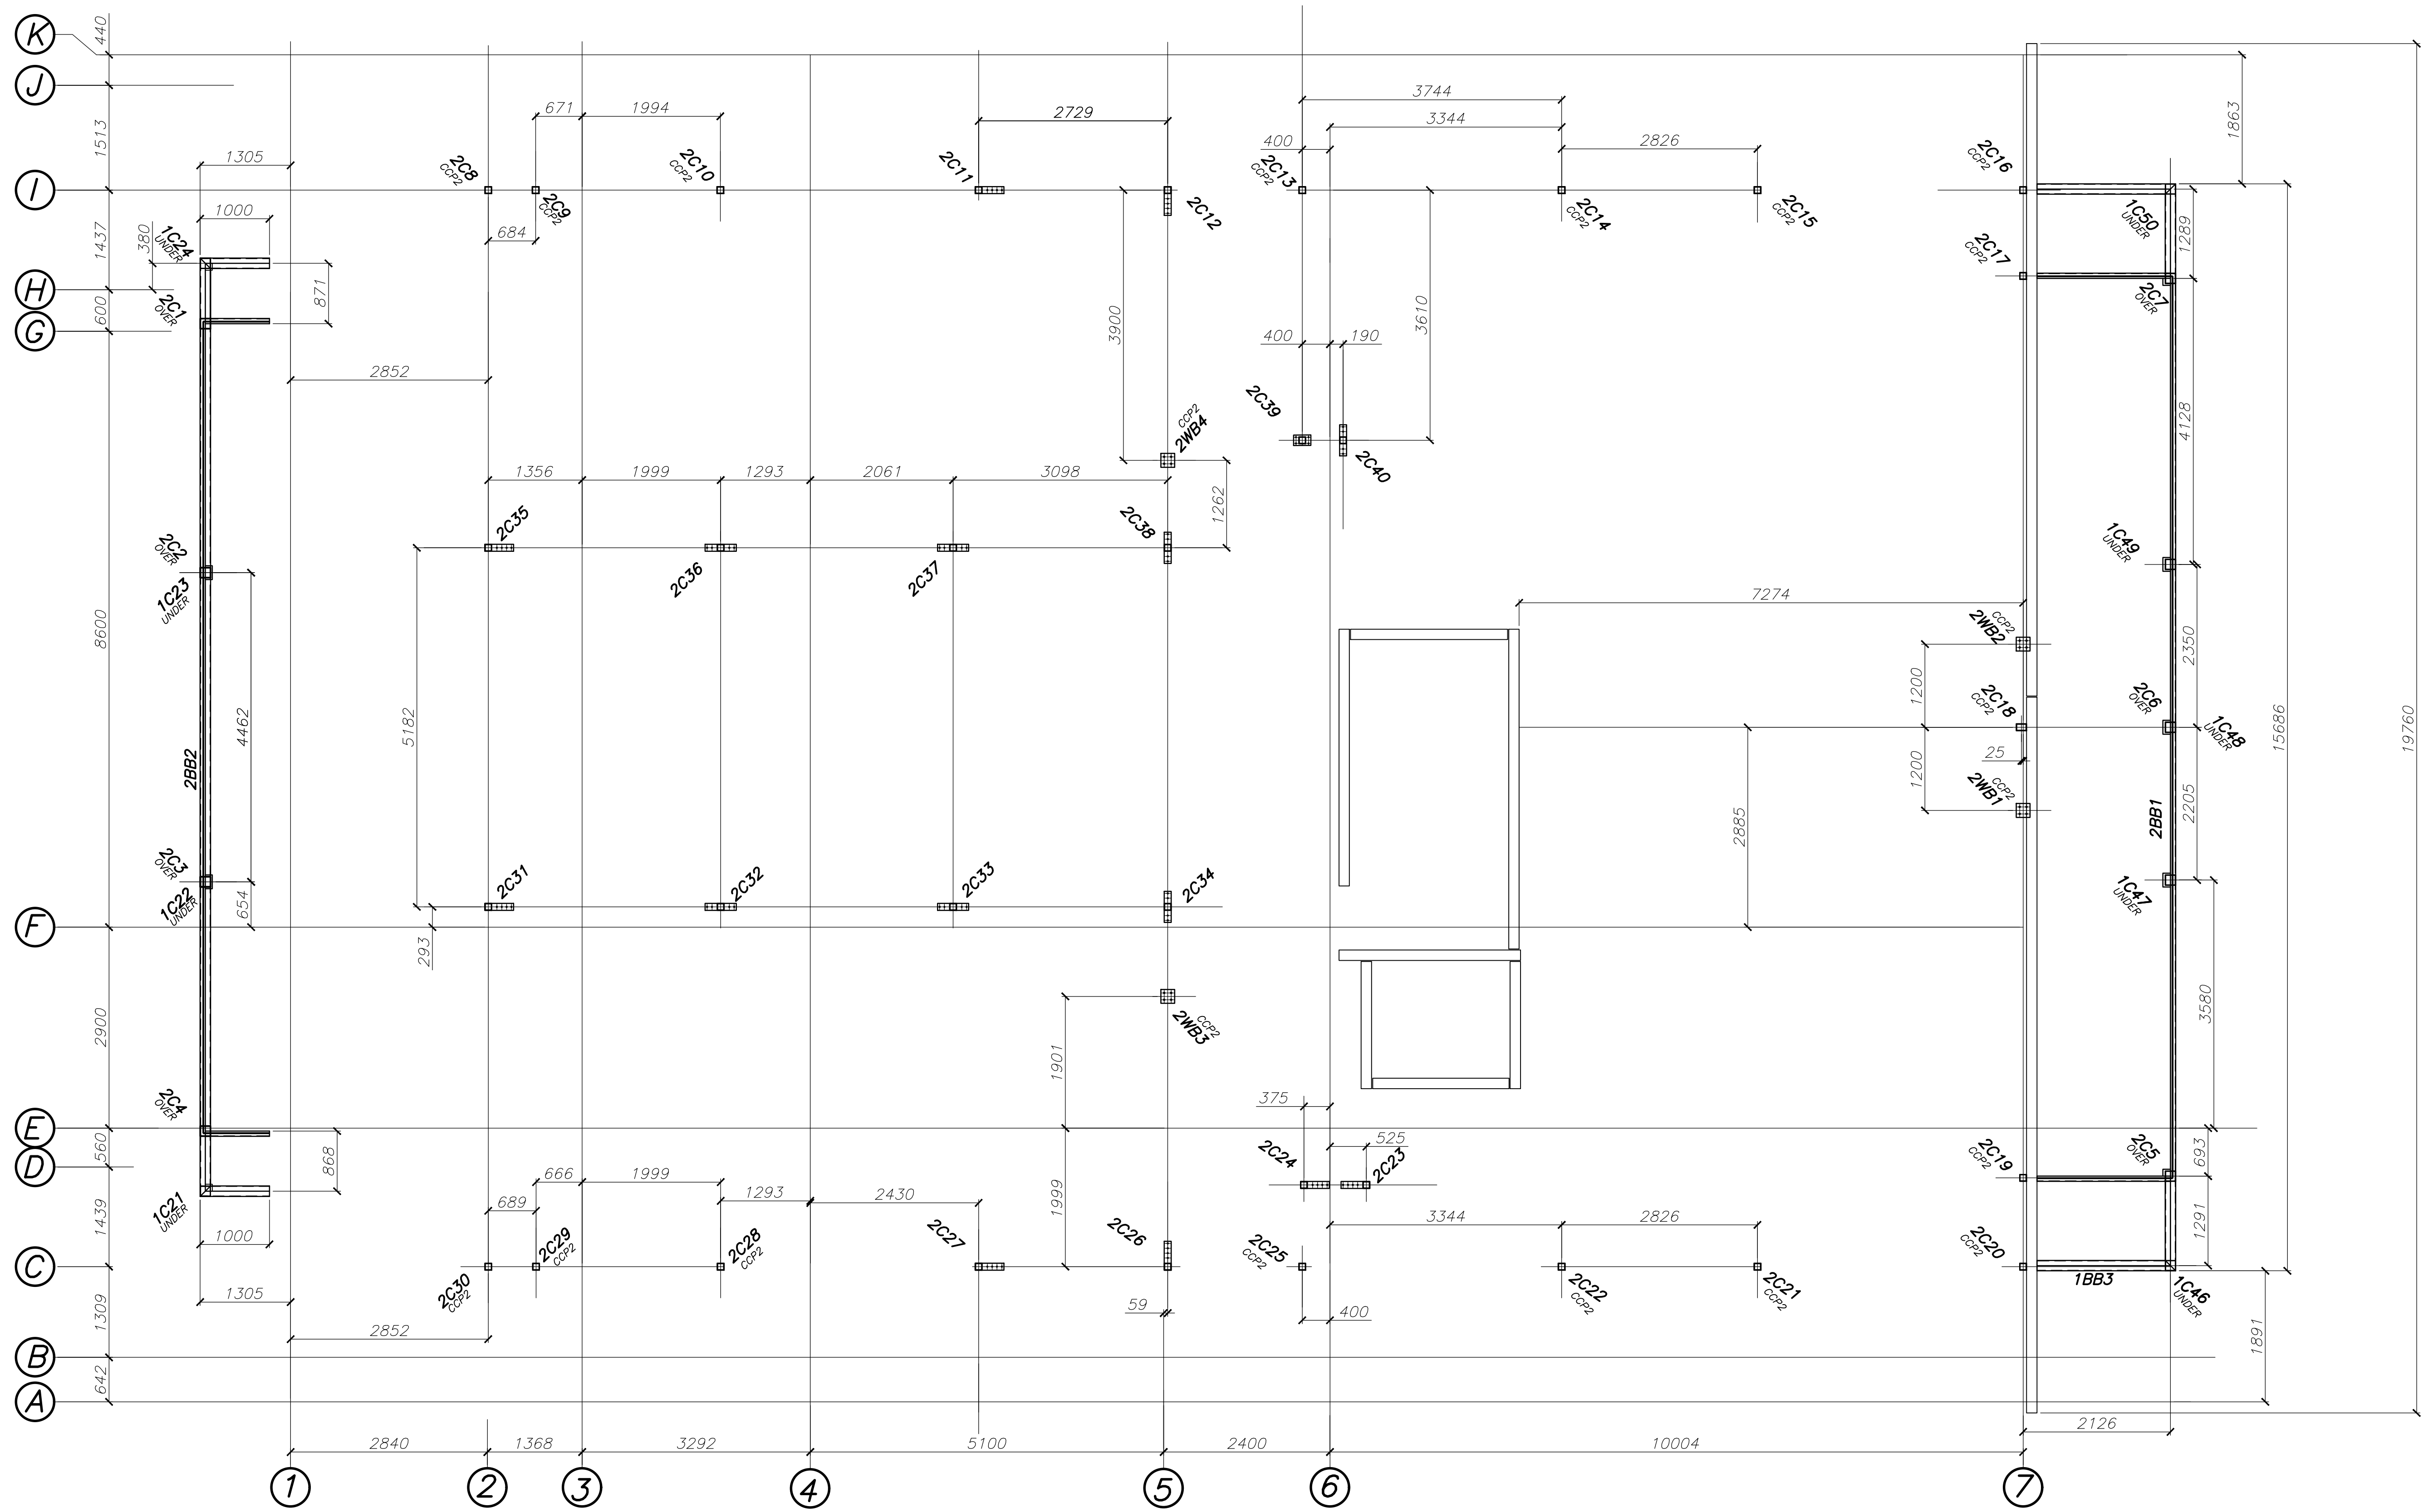 K
440
J
1513
I
1437
H
600
G
8600
F
2900
E
560
D
1439
C
1309
B
642
A
671
1994
2729
3744
3344
400
2826
1863
1305
2C8
CCP2
2C9
CCP2
2C10
CCP2
2C11
2C12
2C13
CCP2
2C14
CCP2
2C15
CCP2
2C16
CCP2
1C50
UNDER
1289
1000
380
1C24
UNDER
684
2C17
CCP2
2C7
OVER
2C1
OVER
871
3900
3610
400
190
2852
2C39
2C40
CCP2
2WB4
4128
1356
1999
1293
2061
3098
1262
2C35
2C36
2C37
2C38
1C49
UNDER
2C2
OVER
1C23
UNDER
7274
CCP2
2WB2
1200
2350
2C18
CCP2
2C6
OVER
1C48
UNDER
15686
19760
4462
5182
2BB2
25
1200
CCP2
2WB1
2885
2BB1
2205
2C3
OVER
1C22
UNDER
654
2C31
2C32
2C33
2C34
1C47
UNDER
293
3580
CCP2
2WB3
1901
2C4
OVER
375
525
868
666
1999
2C24
2C23
2C19
CCP2
2C5
OVER
693
1C21
UNDER
689
1293
2430
1999
3344
2826
1291
1000
2C29
CCP2
2C28
CCP2
2C27
2C26
2C25
CCP2
2C20
CCP2
2C30
CCP2
2C22
CCP2
2C21
CCP2
1BB3
1C46
UNDER
1305
59
400
2852
1891
2126
2840
1368
3292
5100
2400
10004
1
2
3
4
5
6
7